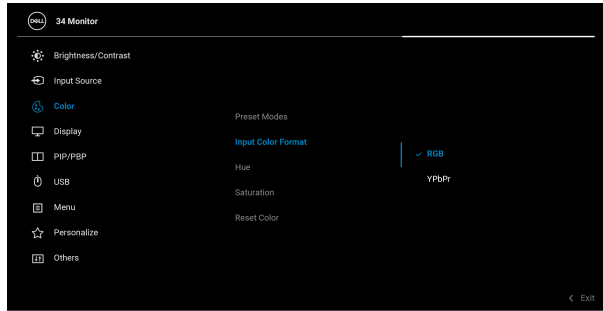 DELL
34 Monitor
Brightness/Contrast
Input Source
Color
Display
PIP/PBP
USB
Menu
Personalize
Others
Preset Modes
Input Color Format
Hue
Saturation
Reset Color
RGB
YPbPr
Exit